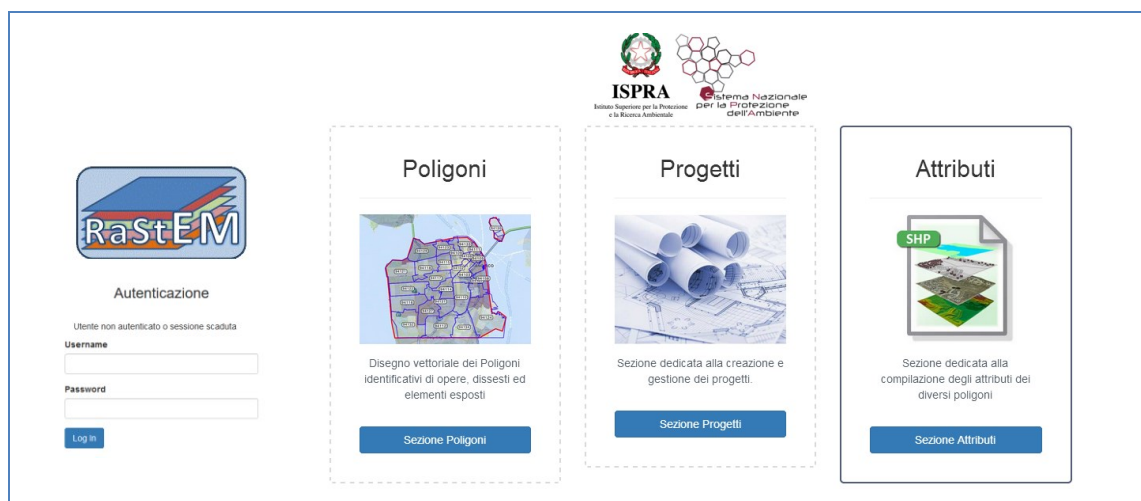 ISPRA
Istituto Superiore per la Protezione
e la Ricerca Ambientale
Sistema Nazionale
per la Protezione
dell'Ambiente
RaStEM
Autenticazione
Utente non autenticato o sessione scaduta
Username
Password
Log in
Poligoni
Disegno vettoriale dei Poligoni
identificativi di opere, dissesti ed
elementi esposti
Sezione Poligoni
Progetti
Sezione dedicata alla creazione e
gestione dei progetti.
Sezione Progetti
Attributi
SHP
Sezione dedicata alla
compilazione degli attributi dei
diversi poligoni
Sezione Attributi